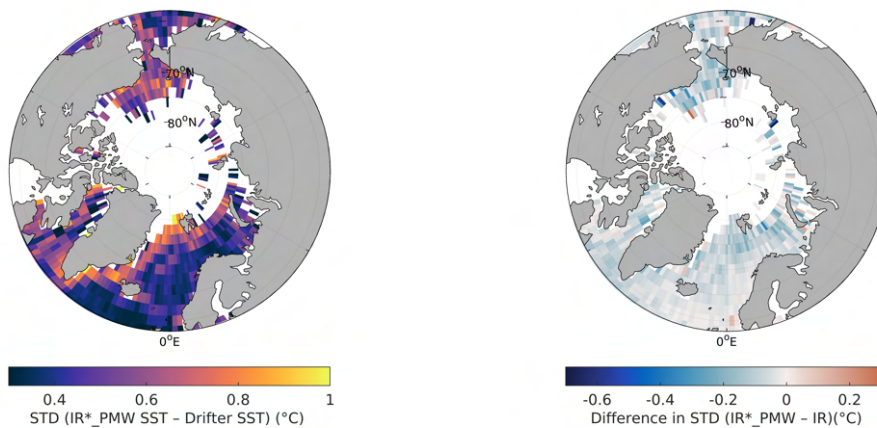 70°N
80°N
0°E
0.4 0.6 0.8 1
STD (IR*_PMW SST – Drifter SST) (°C)
70°N
80°N
0°E
-0.6 -0.4 -0.2 0 0.2
Difference in STD (IR*_PMW – IR)(°C)